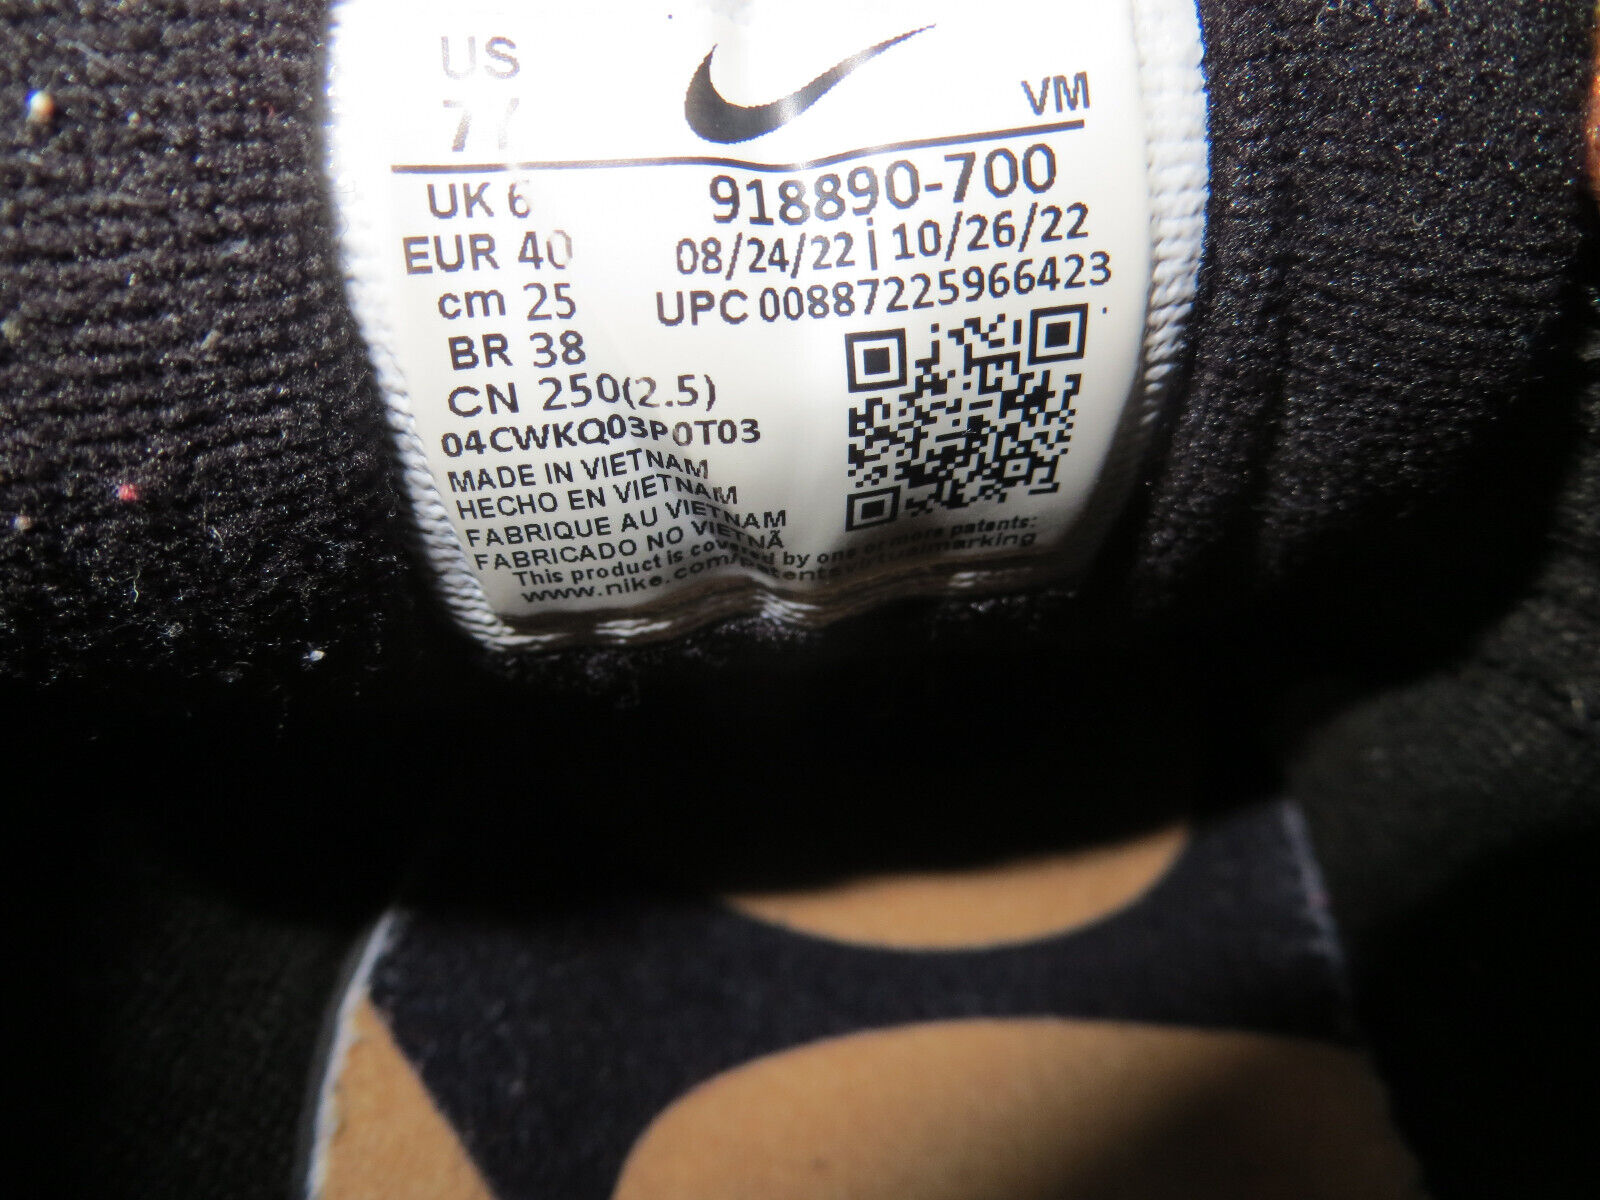 US
VM
7Y
UK 6
918890-700
EUR 40
08/24/22 | 10/26/22
cm 25
UPC 00887225966423
BR 38
CN 250(2.5)
04CWKQ03P0T03
MADE IN VIETNAM
HECHO EN VIETNAM
FABRIQUE AU VIETNAM
FABRICADO NO VIETNÃ
This product is covered by one or more patents:
www.nike.com/patentsvirtualmarking